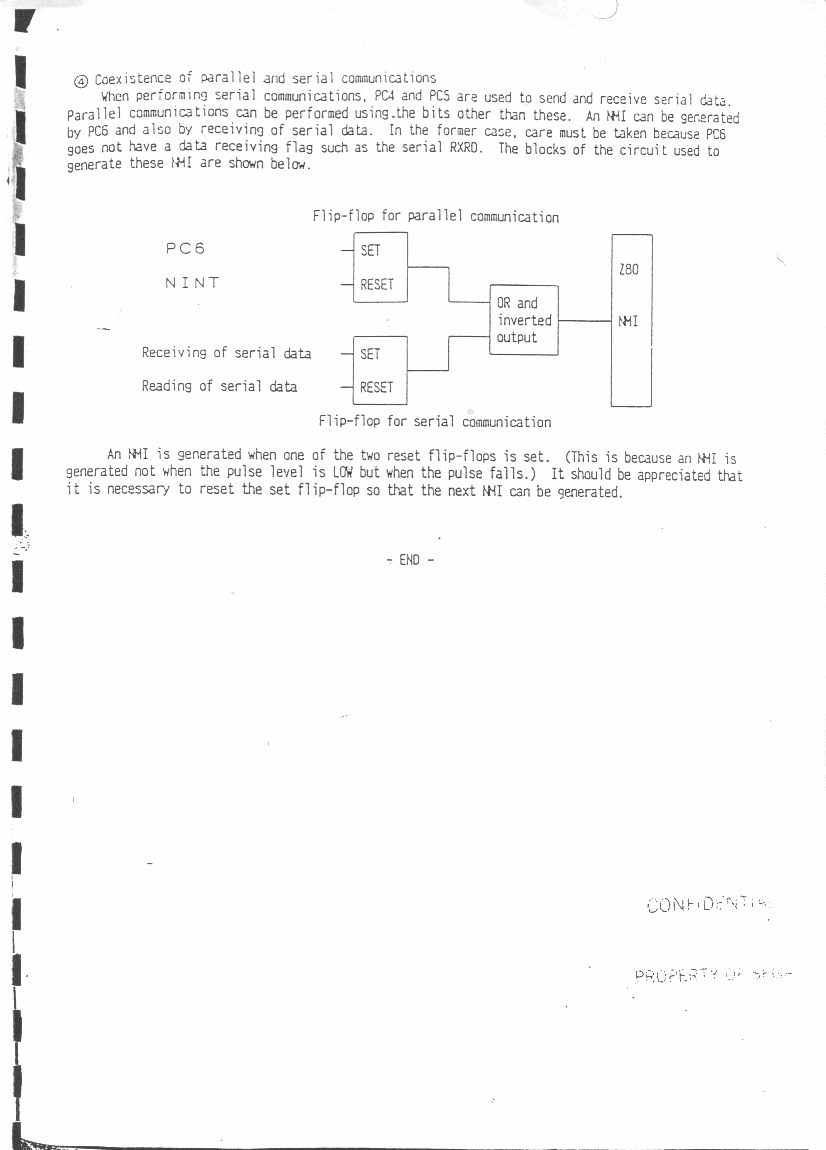 ④ Coexistence of parallel and serial communications
When performing serial communications, PC4 and PC5 are used to send and receive serial data.
Parallel communications can be performed using the bits other than these. An NMI can be generated
by PC6 and also by receiving of serial data. In the former case, care must be taken because PC6
goes not have a data receiving flag such as the serial RXRD. The blocks of the circuit used to
generate these NMI are shown below.
Flip-flop for parallel communication
PC6
SET
Z80
NINT
RESET
OR and
inverted
output
NMI
Receiving of serial data
SET
Reading of serial data
RESET
Flip-flop for serial communication
An NMI is generated when one of the two reset flip-flops is set. (This is because an NMI is
generated not when the pulse level is LOW but when the pulse falls.) It should be appreciated that
it is necessary to reset the set flip-flop so that the next NMI can be generated.
- END -
CONFIDENTIAL
PROPERTY OF